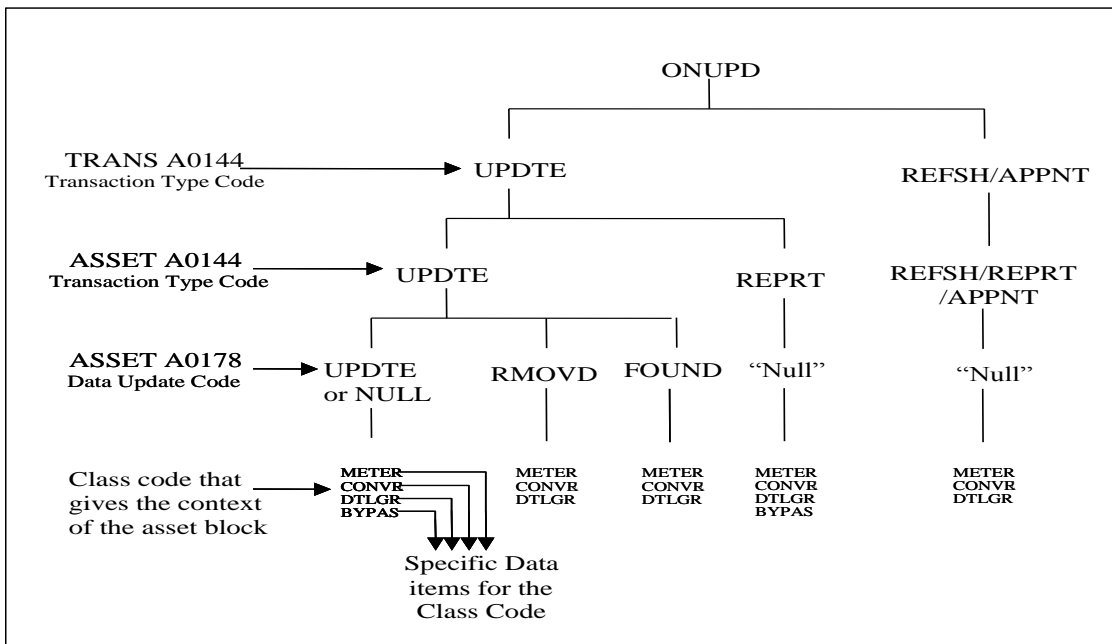 ONUPD
TRANS A0144
Transaction Type Code
UPDTE
REFSH/APPNT
ASSET A0144
Transaction Type Code
UPDTE
REPRT
REFSH/REPRT
/APPNT
ASSET A0178
Data Update Code
UPDTE
or NULL
RMOVD
FOUND
“Null”
“Null”
Class code that
gives the context
of the asset block
METER
CONVR
DTLGR
BYPAS
METER
CONVR
DTLGR
METER
CONVR
DTLGR
METER
CONVR
DTLGR
BYPAS
METER
CONVR
DTLGR
Specific Data
items for the
Class Code